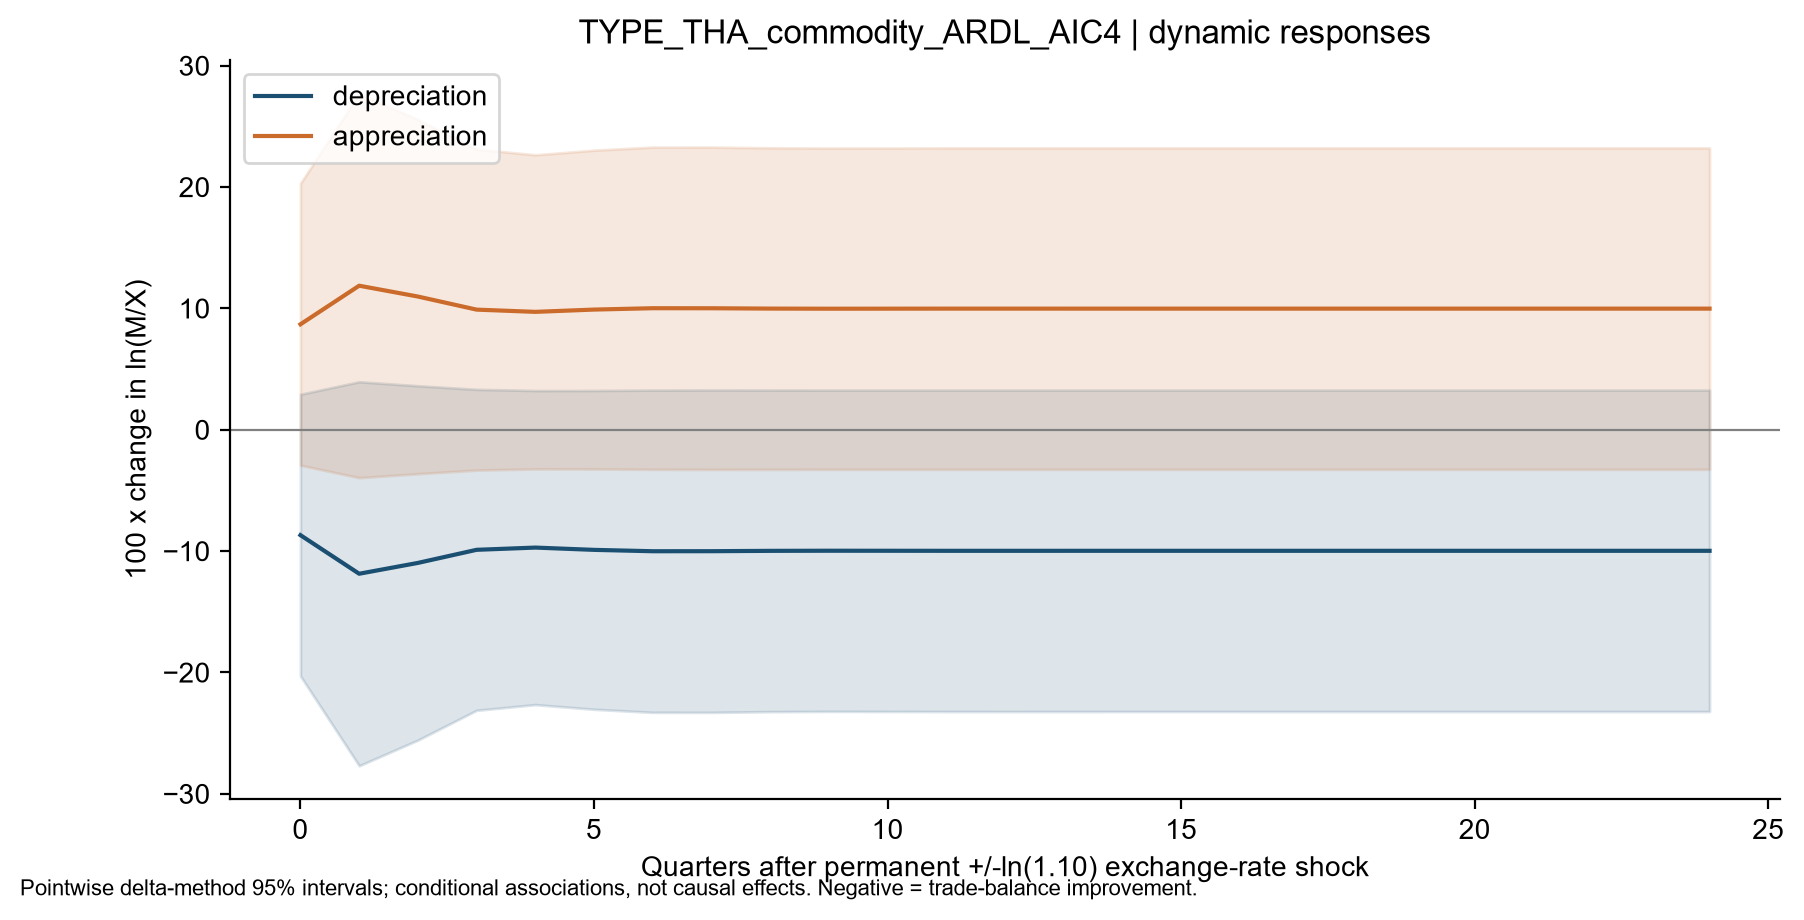 TYPE_THA_commodity_ARDL_AIC4 | dynamic responses
depreciation
appreciation
100 x change in ln(M/X)
30
20
10
0
−10
−20
−30
0 5 10 15 20 25
Quarters after permanent +/-ln(1.10) exchange-rate shock
Pointwise delta-method 95% intervals; conditional associations, not causal effects. Negative = trade-balance improvement.